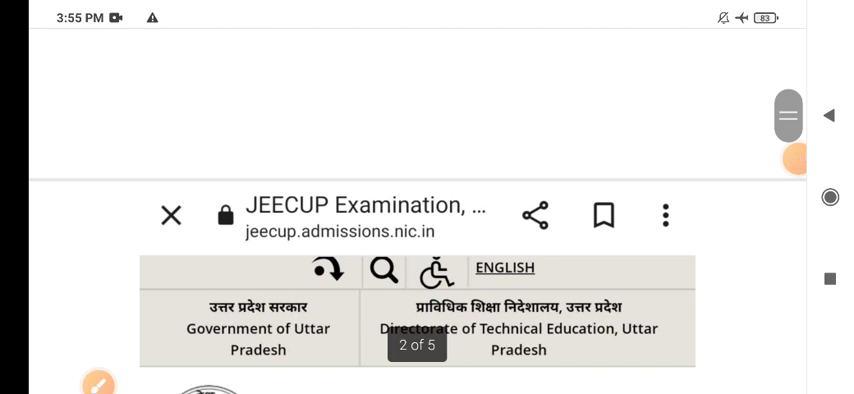 3:55 PM
83
JEECUP Examination, ...
jeecup.admissions.nic.in
ENGLISH
उत्तर प्रदेश सरकार
Government of Uttar
Pradesh
प्राविधिक शिक्षा निदेशालय, उत्तर प्रदेश
Directorate of Technical Education, Uttar
Pradesh
2 of 5